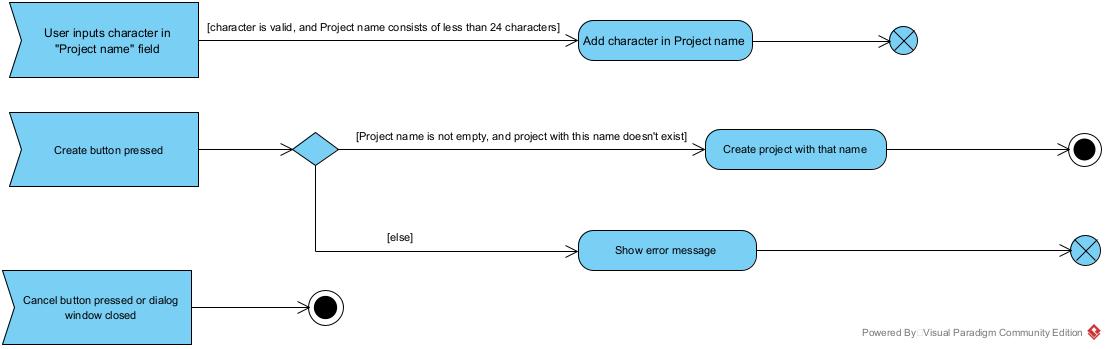 [character is valid, and Project name consists of less than 24 characters]
User inputs character in
"Project name" field
Add character in Project name
[Project name is not empty, and project with this name doesn't exist]
Create button pressed
Create project with that name
[else]
Show error message
Cancel button pressed or dialog
window closed
Powered By Visual Paradigm Community Edition